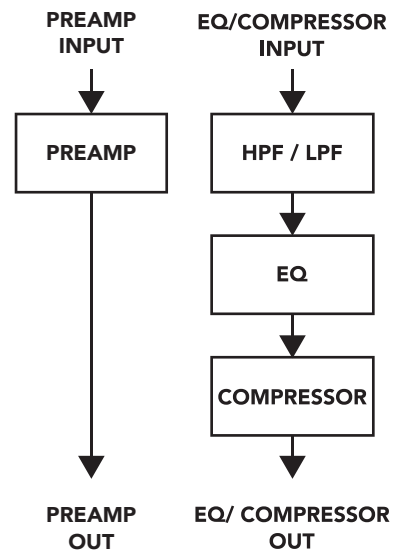 PREAMP
INPUT
PREAMP
PREAMP
OUT
EQ/COMPRESSOR
INPUT
HPF / LPF
EQ
COMPRESSOR
EQ/ COMPRESSOR
OUT